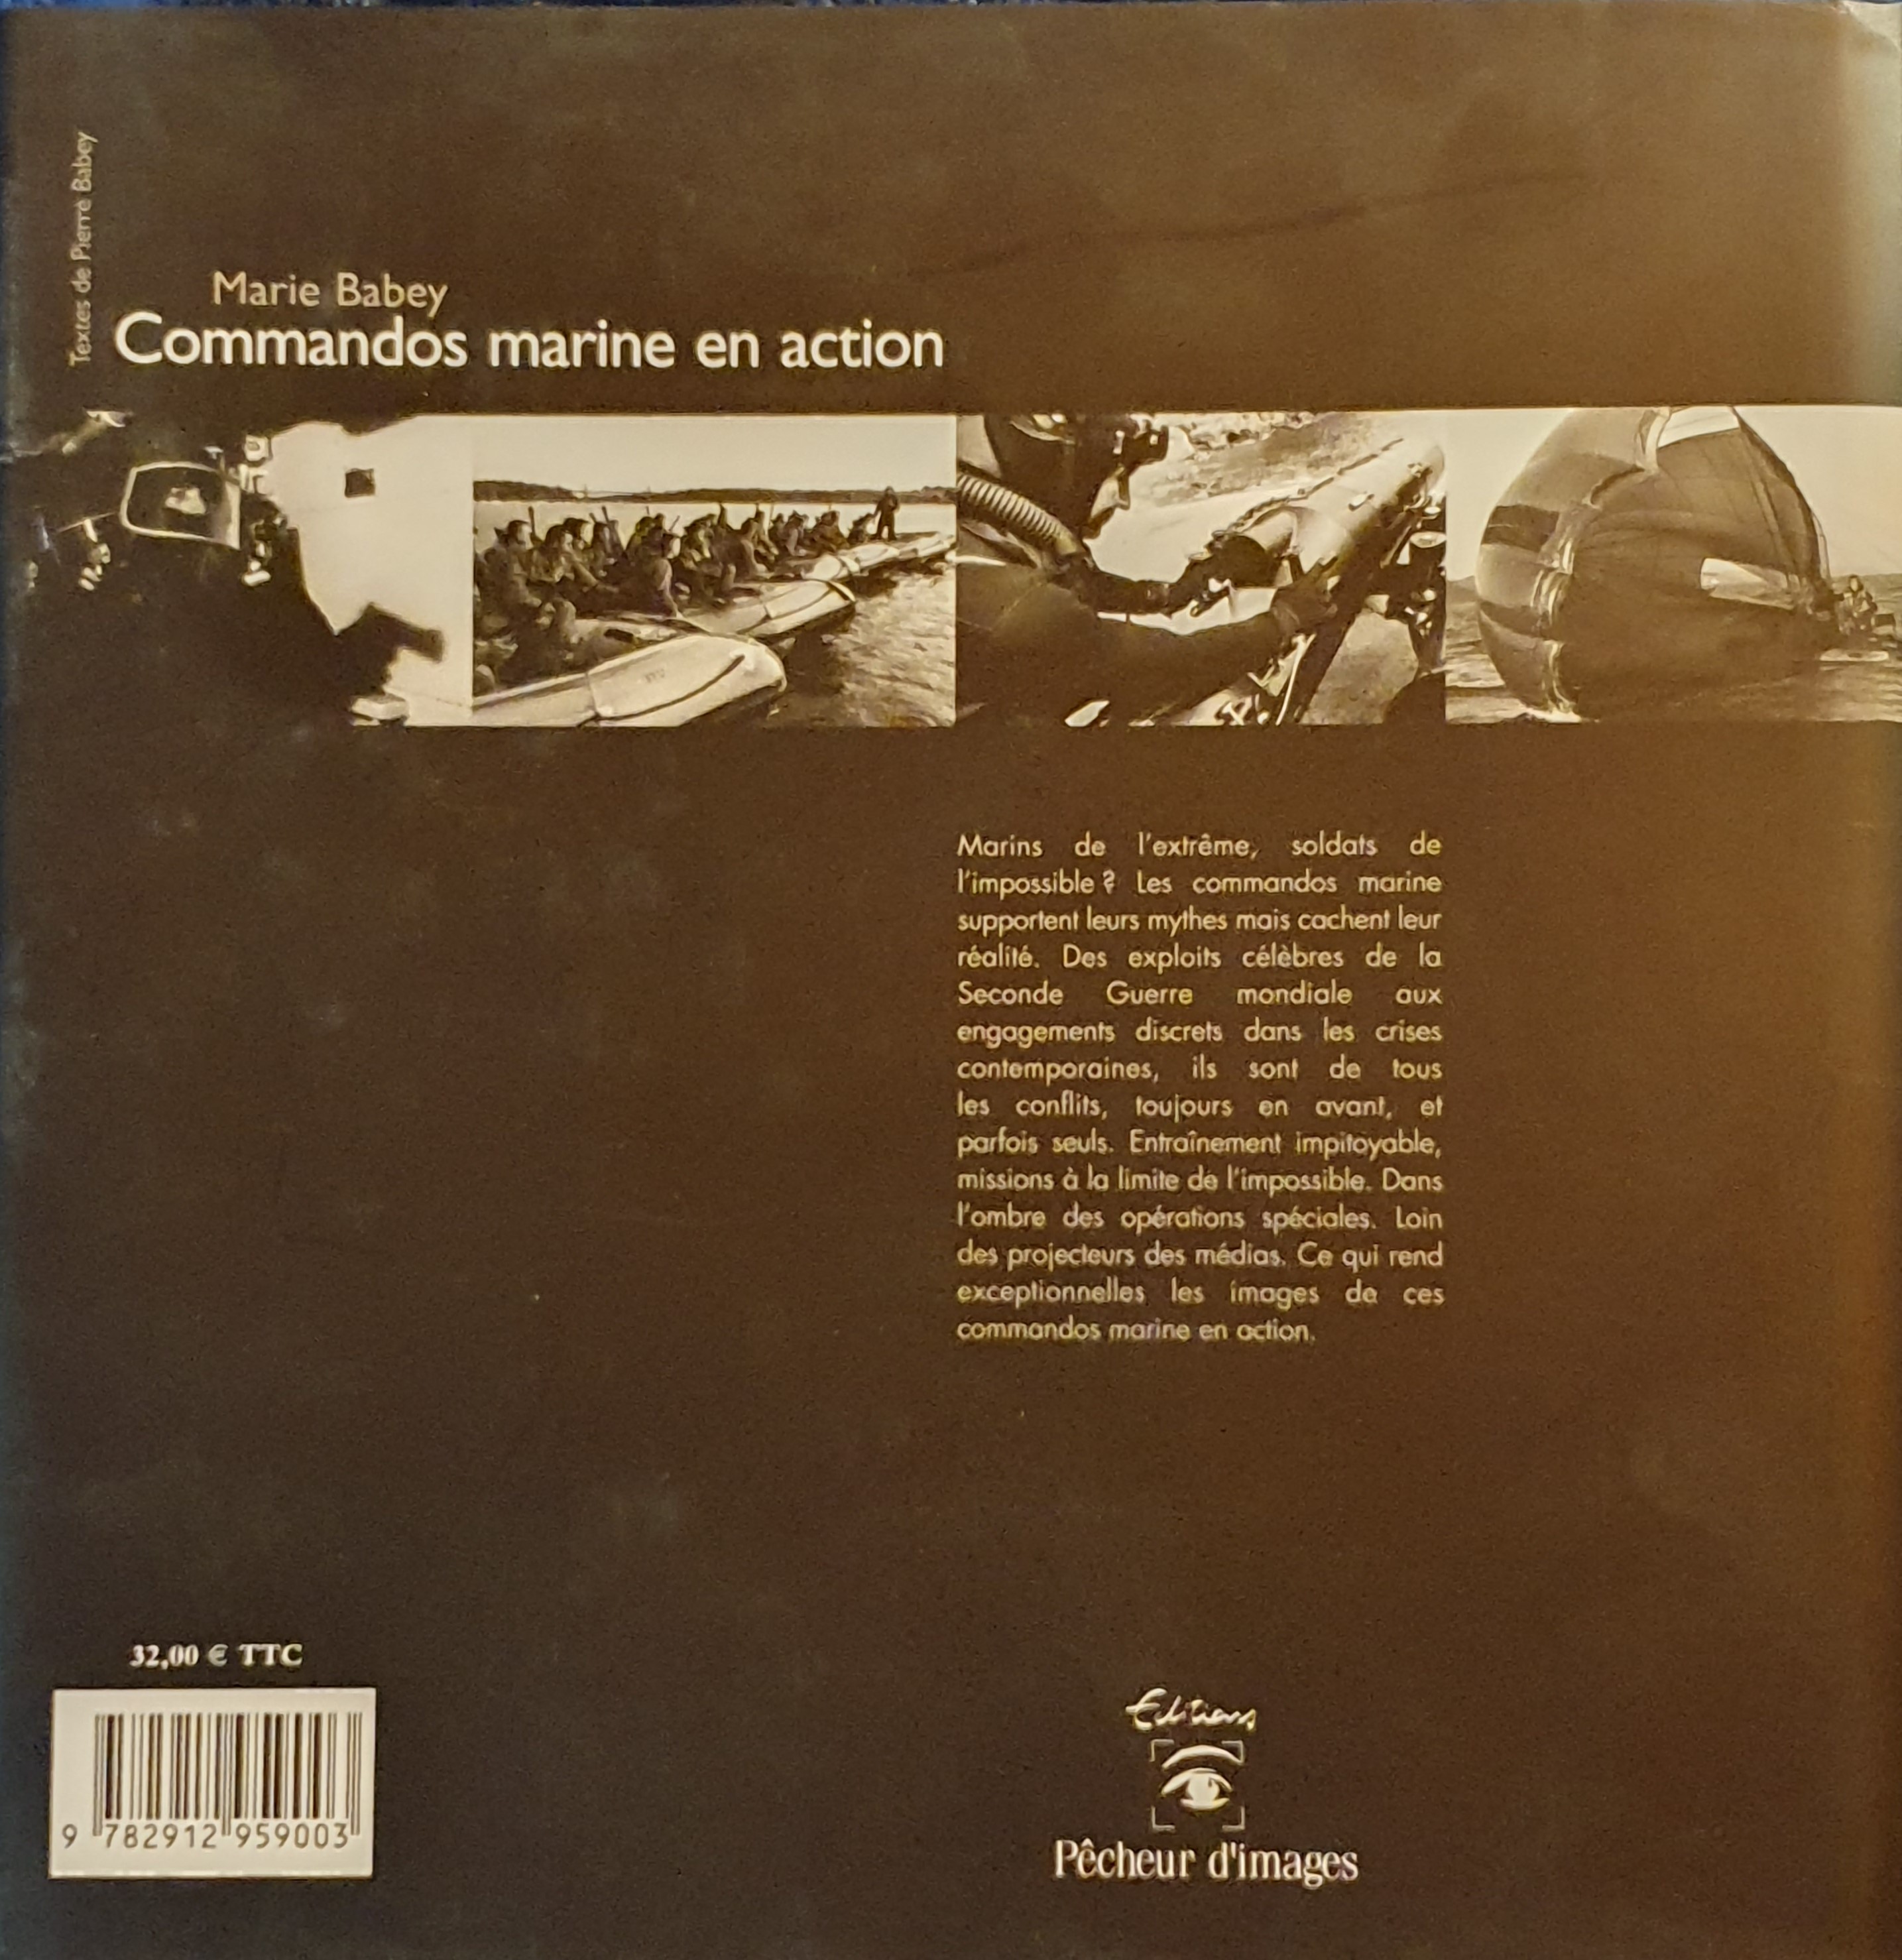 Textes de Pierre Babey
Marie Babey
Commandos marine en action
Marins de l'extrême, soldats de
l'impossible ? Les commandos marine
supportent leurs mythes mais cachent leur
réalité. Des exploits célèbres de la
Seconde Guerre mondiale aux
engagements discrets dans les crises
contemporaines, ils sont de tous
les conflits, toujours en avant, et
parfois seuls. Entraînement impitoyable,
missions à la limite de l'impossible. Dans
l'ombre des opérations spéciales. Loin
des projecteurs des médias. Ce qui rend
exceptionnelles les images de ces
commandos marine en action.
32,00 € TTC
9 782912 959003
Editions
Pêcheur d'images